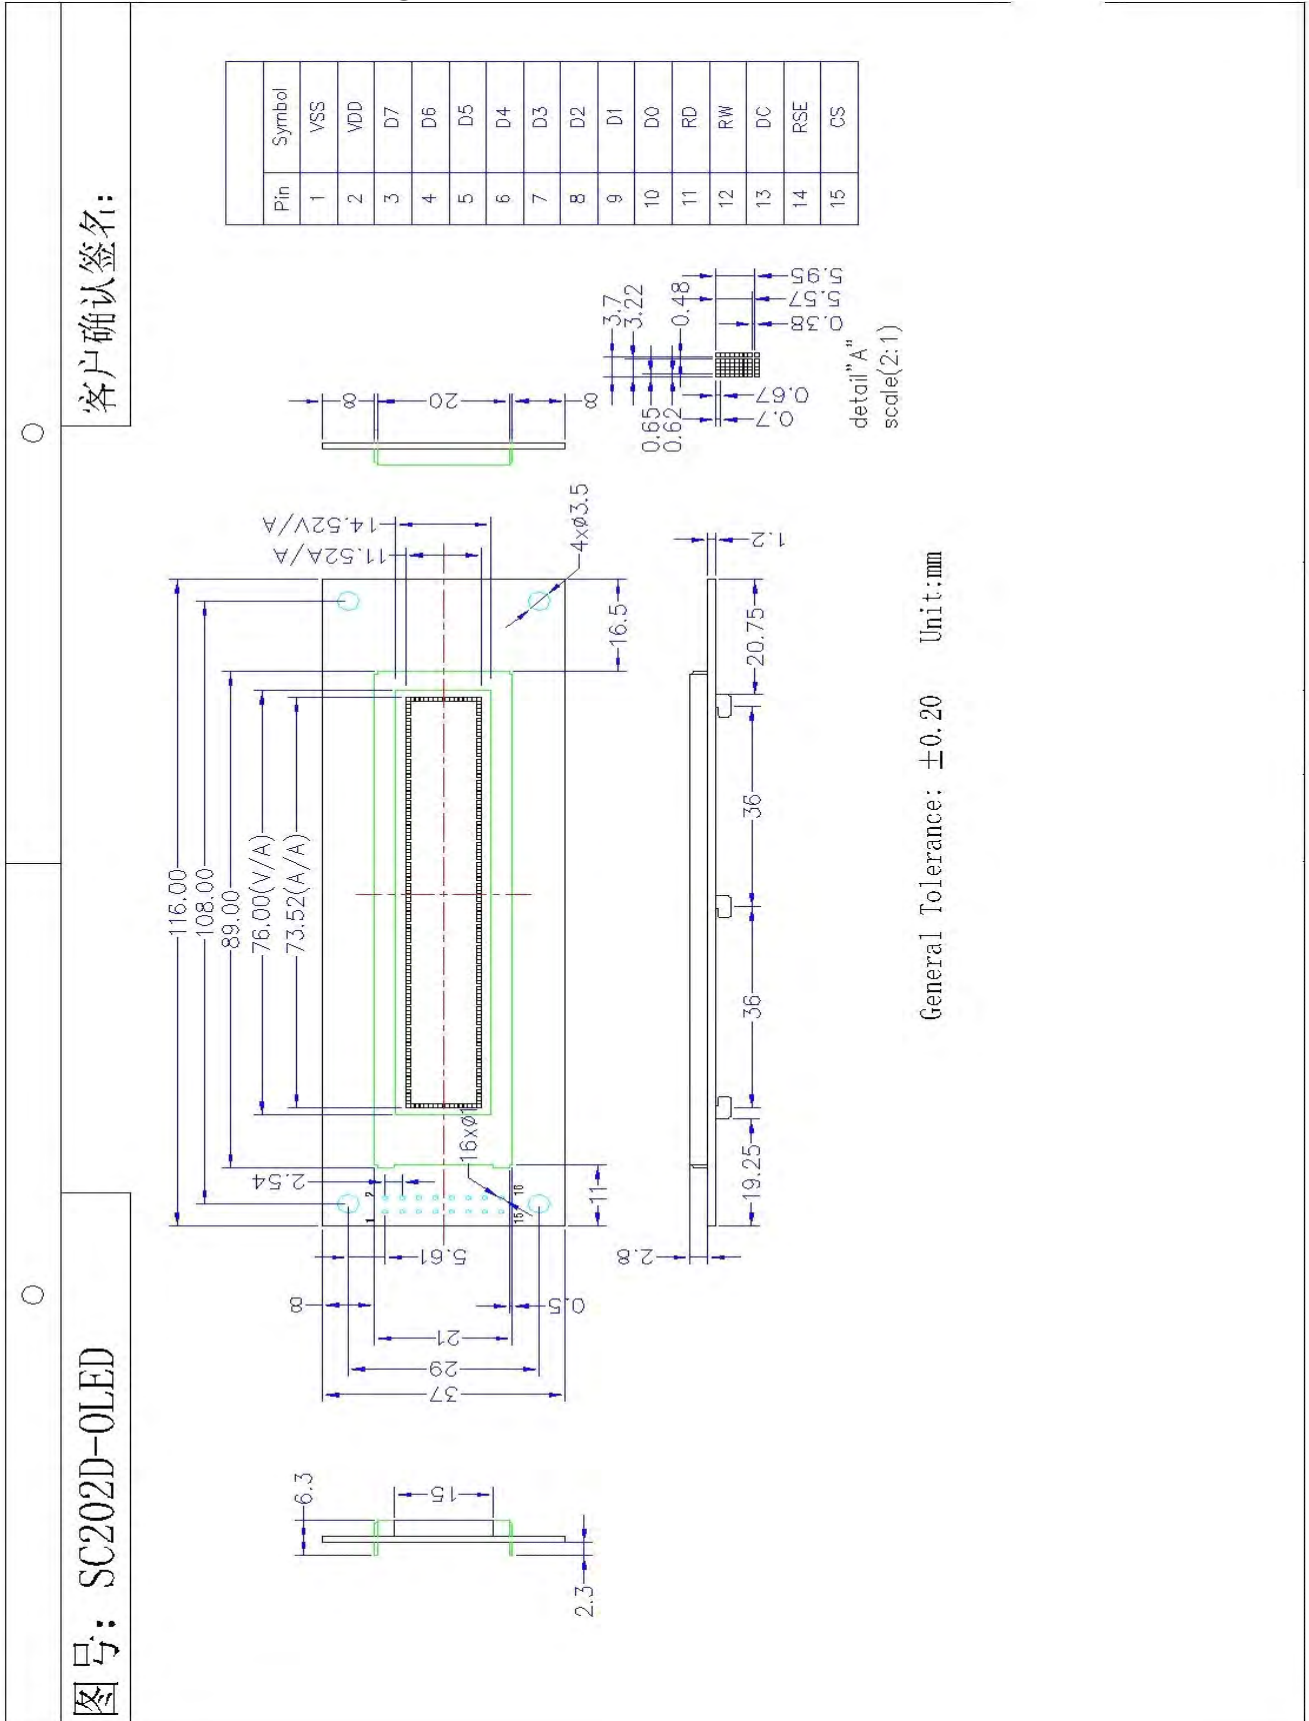 图号: SC202D-OLED
客户确认签名:
Pin Symbol
1 VSS
2 VDD
3 D7
4 D6
5 D5
6 D4
7 D3
8 D2
9 D1
10 D0
11 RD
12 RW
13 DC
14 RSE
15 CS
116.00
108.00
89.00
76.00(V/A)
73.52(A/A)
14.52V/A
11.52A/A
2.54
16xø1
4xø3.5
16.5
11
1
2
15
16
5.61
8
0.5
21
29
37
6.3
15
2.3
8
20
8
3.7
3.22
0.48
0.65
0.62
5.95
5.57
0.38
0.67
0.7
detail"A"
scale(2:1)
1.2
20.75
36
36
19.25
2.8
General Tolerance: ±0.20 Unit:mm